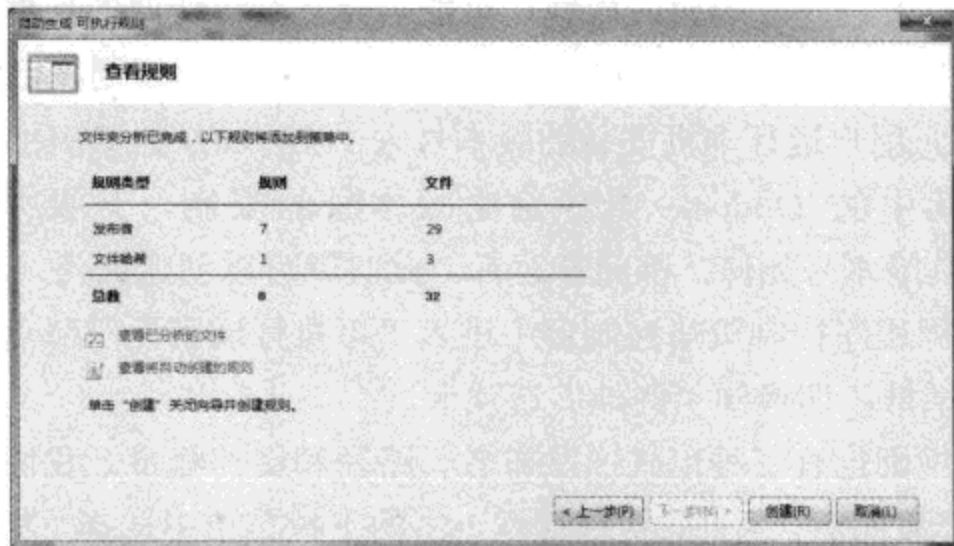 自动生成 可执行规则
查看规则
文件夹分析已完成，以下规则将添加到策略中。
规则类型 规则 文件
发布者 7 29
文件哈希 1 3
总数 8 32
查看已分析的文件
查看将自动创建的规则
单击“创建”关闭向导并创建规则。
< 上一步(P) 下一步(N) > 创建(R) 取消(L)